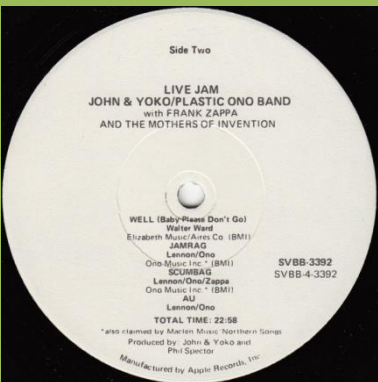 Side Two
LIVE JAM
JOHN & YOKO/PLASTIC ONO BAND
with FRANK ZAPPA
AND THE MOTHERS OF INVENTION
WELL (Baby Please Don't Go)
Walter Ward
Elizabeth Music/Aires Co. (BMI)
JAMRAG
Lennon/Ono
Ono Music Inc.* (BMI)
SCUMBAG
Lennon/Ono/Zappa
Ono Music Inc.* (BMI)
AU
Lennon/Ono
SVBB-3392
SVBB-4-3392
TOTAL TIME: 22:58
*also claimed by Maclen Music Northern Songs
Produced by: John & Yoko and
Phil Spector
Manufactured by Apple Records, Inc